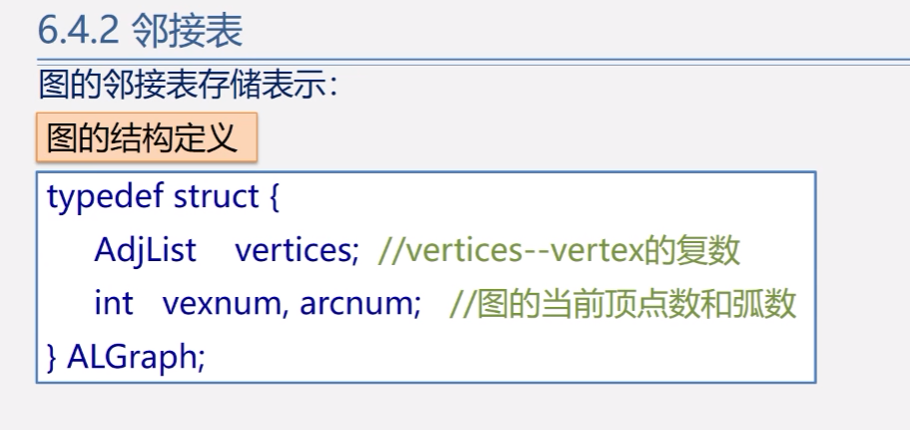 6.4.2 邻接表
图的邻接表存储表示：
图的结构定义
typedef struct {
AdjList vertices; //vertices--vertex的复数
int vexnum, arcnum; //图的当前顶点数和弧数
} ALGraph;